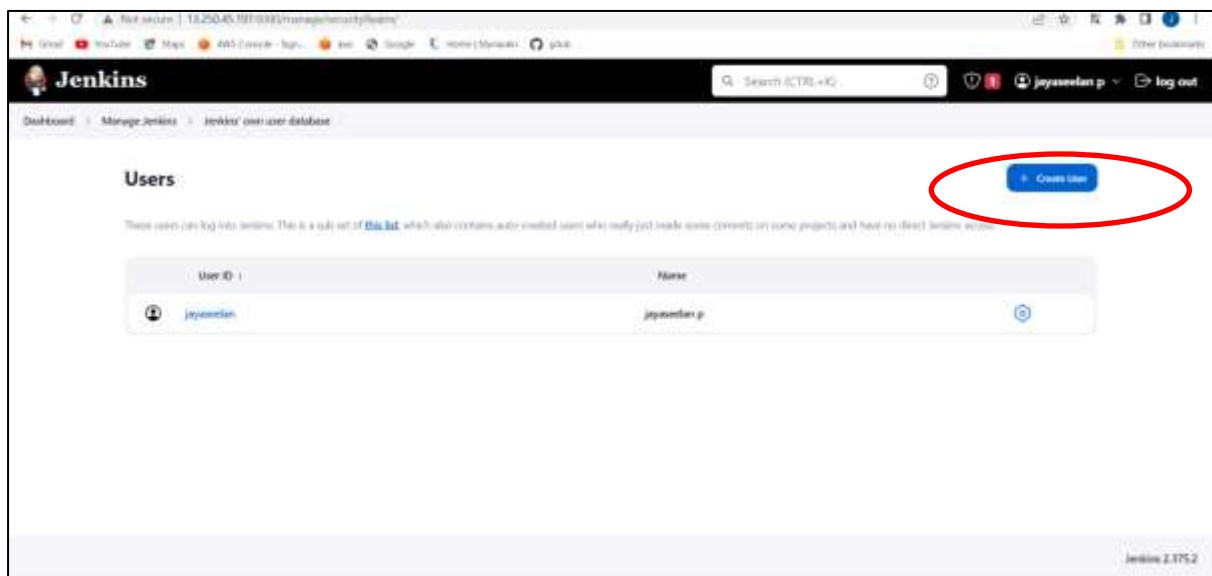 Not secure | 13.250.45.197:8080/manage/securityRealm/
Gmail YouTube Maps AWS Console - Sign... aws Google Home | Myntra github Other bookmarks
Jenkins Search (CTRL+K) 1 jayaseelan p log out
Dashboard Manage Jenkins Jenkins' own user database
Users + Create User
These users can log into Jenkins. This is a sub set of this list, which also contains auto-created users who really just made some commits on some projects and have no direct Jenkins access.
User ID ↓ Name
jayaseelan jayaseelan p
Jenkins 2.375.2